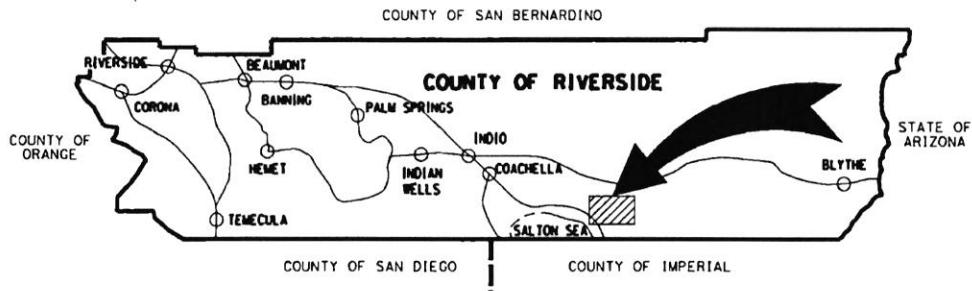 COUNTY OF SAN BERNARDINO
RIVERSIDE
BEAUMONT
COUNTY OF RIVERSIDE
BANNING
CORONA
PALM SPRINGS
COUNTY OF
ORANGE
STATE OF
ARIZONA
INDIO
HEMET
INDIAN
WELLS
COACHELLA
BLYTHE
TEMECULA
SALTON SEA
COUNTY OF SAN DIEGO
COUNTY OF IMPERIAL